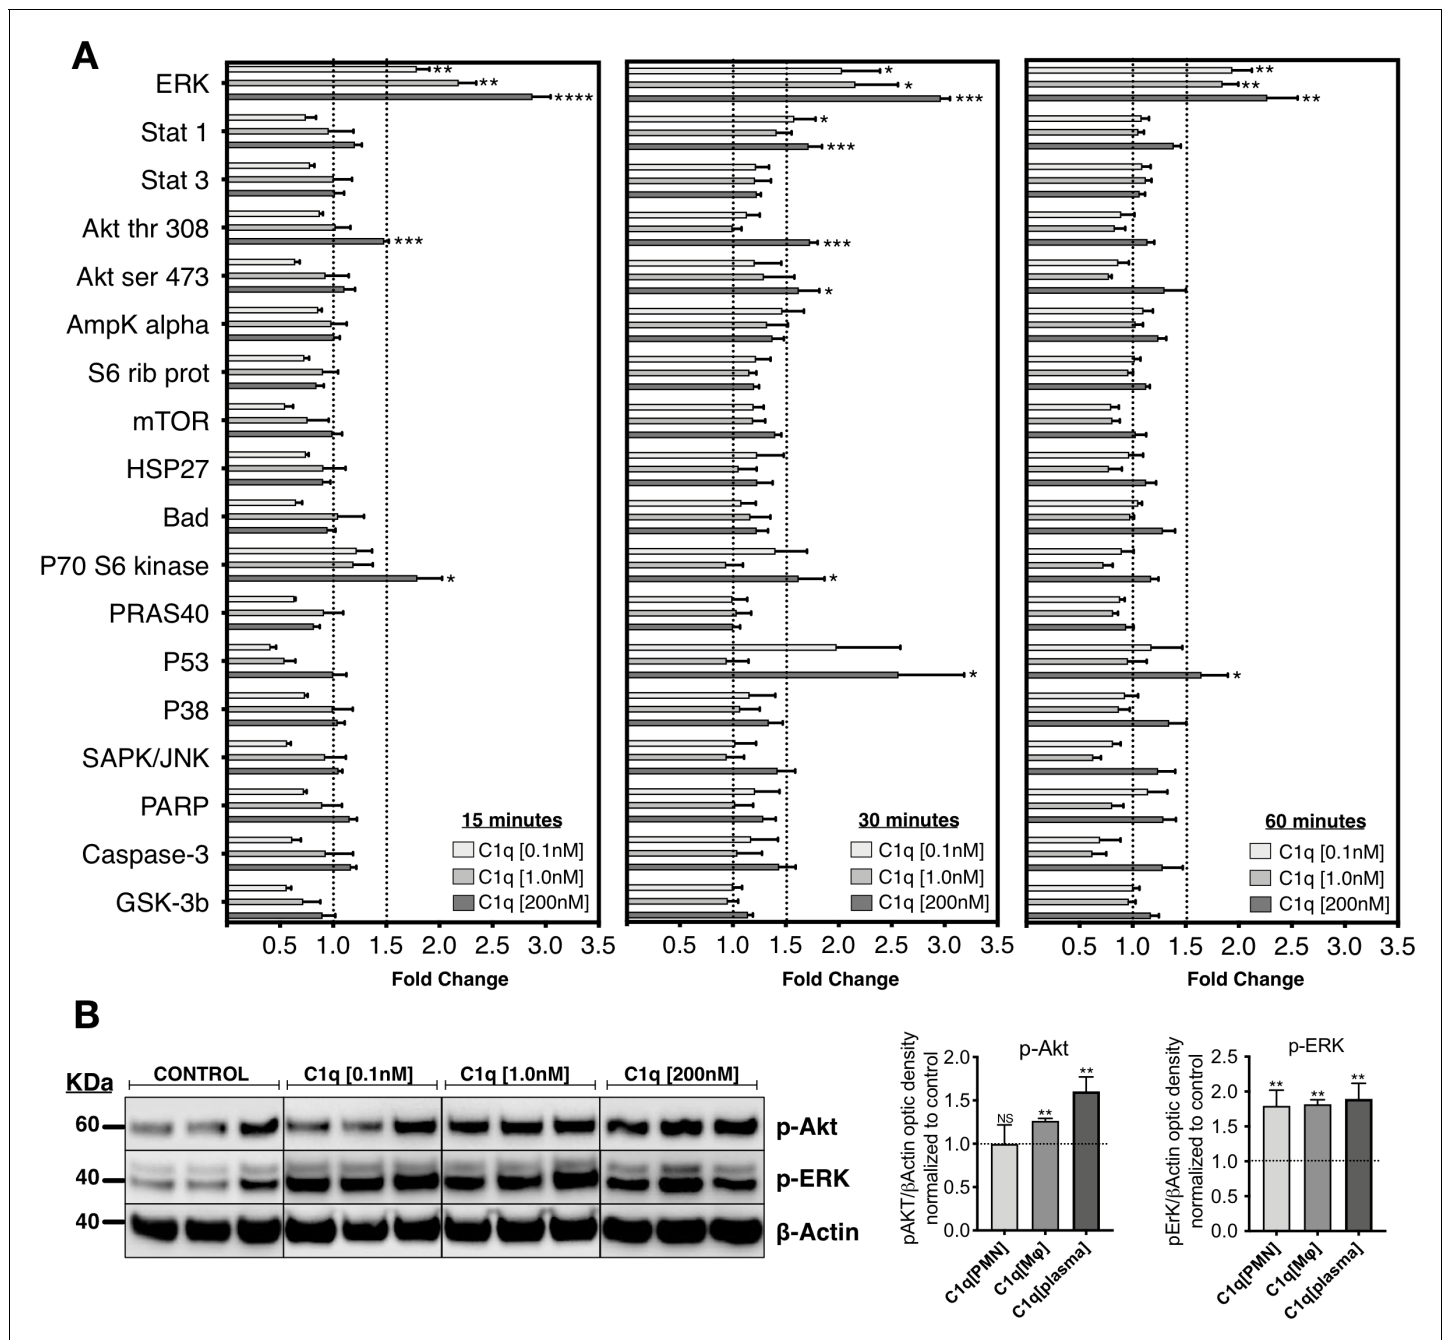 A
ERK
Stat 1
Stat 3
Akt thr 308
Akt ser 473
AmpK alpha
S6 rib prot
mTOR
HSP27
Bad
P70 S6 kinase
PRAS40
P53
P38
SAPK/JNK
PARP
Caspase-3
GSK-3b
** ** ****
***
*
15 minutes
C1q [0.1nM]
C1q [1.0nM]
C1q [200nM]
0.5 1.0 1.5 2.0 2.5 3.0 3.5
Fold Change
* * ***
* ***
***
*
*
*
30 minutes
C1q [0.1nM]
C1q [1.0nM]
C1q [200nM]
0.5 1.0 1.5 2.0 2.5 3.0 3.5
Fold Change
** ** **
*
60 minutes
C1q [0.1nM]
C1q [1.0nM]
C1q [200nM]
0.5 1.0 1.5 2.0 2.5 3.0 3.5
Fold Change
B
KDa CONTROL C1q [0.1nM] C1q [1.0nM] C1q [200nM]
60 p-Akt
40 p-ERK
40 β-Actin
p-Akt
pAKT/βActin optic density
normalized to control
2.0
1.5
1.0
0.5
0.0
NS ** **
C1q[PMN]
C1q[Mφ]
C1q[plasma]
p-ERK
pErK/βActin optic density
normalized to control
2.5
2.0
1.5
1.0
0.5
0.0
** ** **
C1q[PMN]
C1q[Mφ]
C1q[plasma]